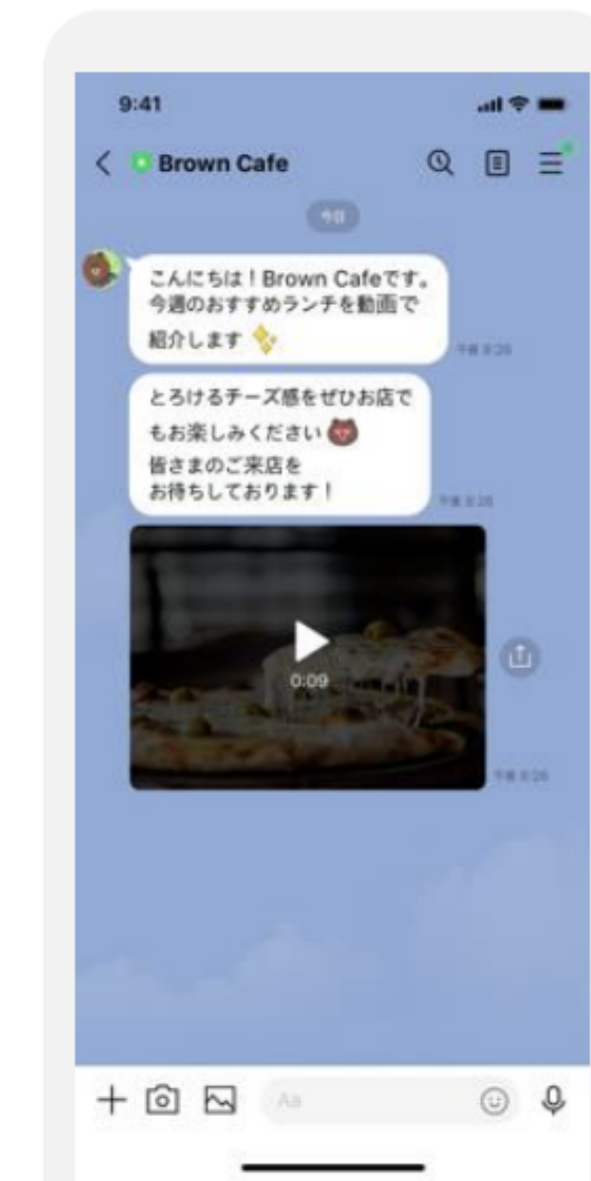 9:41
Brown Cafe
今日
こんにちは！Brown Cafeです。
今週のおすすめランチを動画で
紹介します
とろけるチーズ感をぜひお店で
もお楽しみください
皆さまのご来店を
お待ちしております！
0:09
Aa